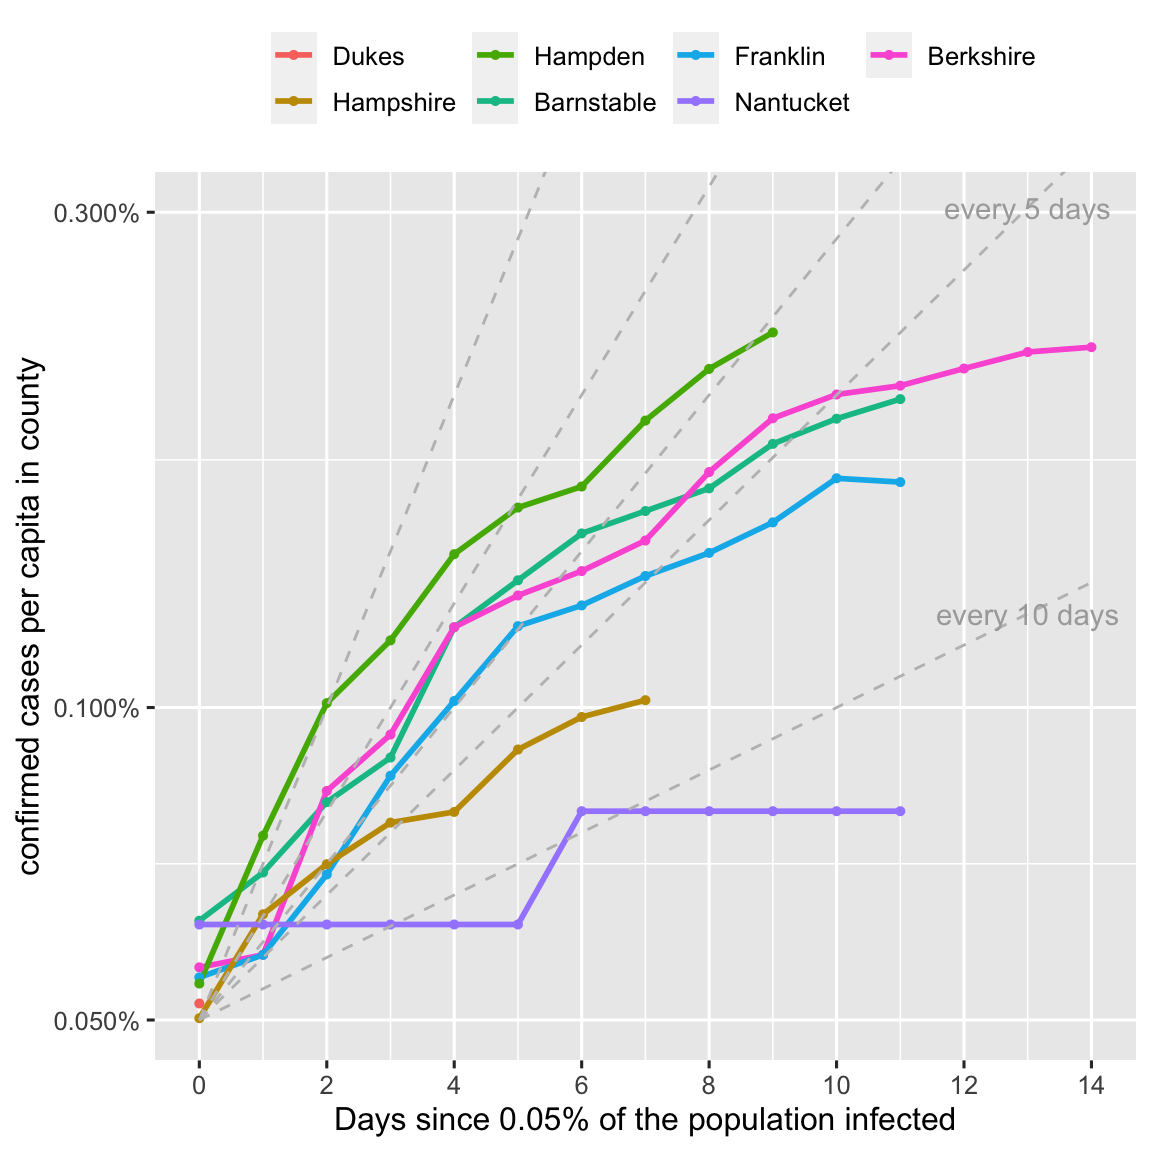 Dukes Hampden Franklin Berkshire
Hampshire Barnstable Nantucket
0.300%
every 5 days
confirmed cases per capita in county
every 10 days
0.100%
0.050%
0 2 4 6 8 10 12 14
Days since 0.05% of the population infected